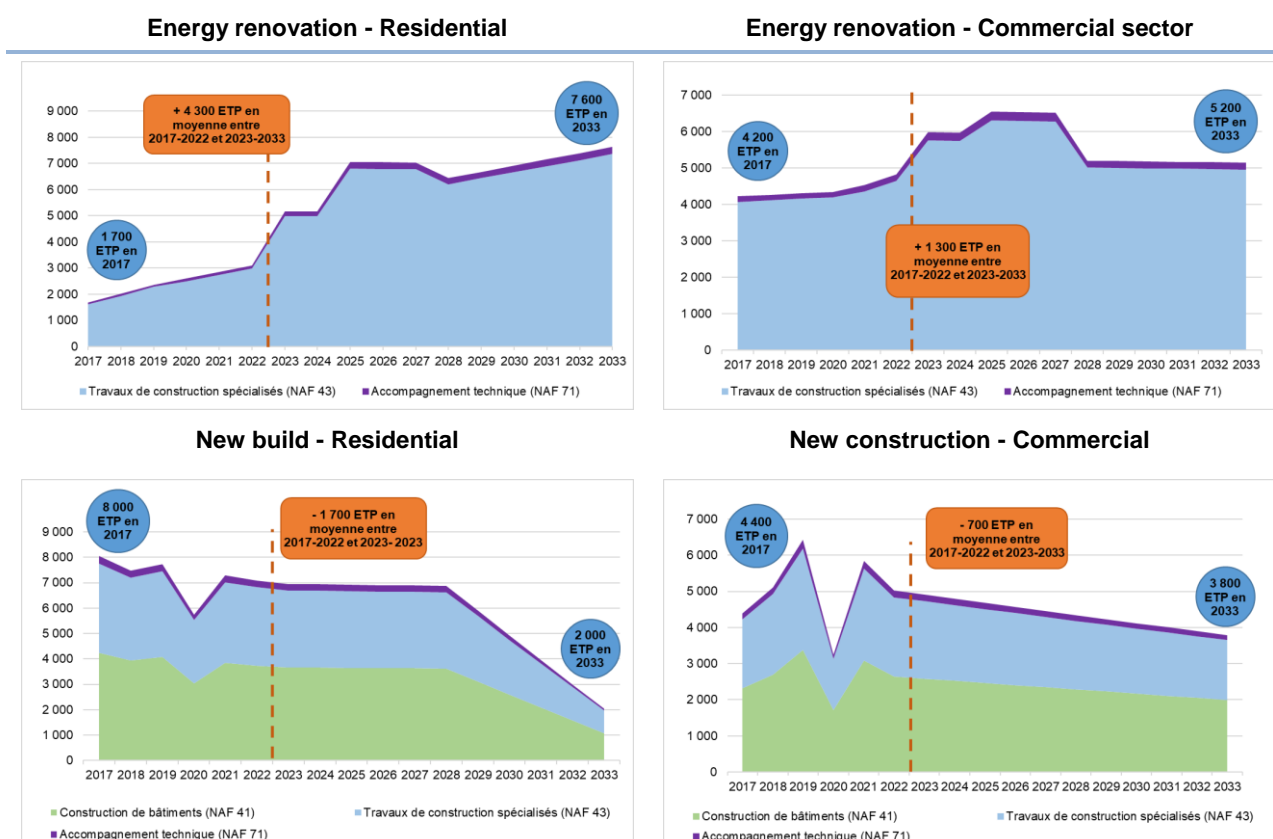 Energy renovation - Residential
9 000
8 000
7 000
6 000
5 000
4 000
3 000
2 000
1 000
0
+ 4 300 ETP en
moyenne entre
2017-2022 et 2023-2033
7 600
ETP en
2033
1 700
ETP en
2017
2017 2018 2019 2020 2021 2022 2023 2024 2025 2026 2027 2028 2029 2030 2031 2032 2033
Travaux de construction spécialisés (NAF 43) Accompagnement technique (NAF 71)
Energy renovation - Commercial sector
7 000
6 000
5 000
4 000
3 000
2 000
1 000
0
4 200
ETP en
2017
5 200
ETP en
2033
+ 1 300 ETP en
moyenne entre
2017-2022 et 2023-2033
2017 2018 2019 2020 2021 2022 2023 2024 2025 2026 2027 2028 2029 2030 2031 2032 2033
Travaux de construction spécialisés (NAF 43) Accompagnement technique (NAF 71)
New build - Residential
9 000
8 000
7 000
6 000
5 000
4 000
3 000
2 000
1 000
0
8 000
ETP en
2017
- 1 700 ETP en
moyenne entre
2017-2022 et 2023- 2023
2 000
ETP en
2033
2017 2018 2019 2020 2021 2022 2023 2024 2025 2026 2027 2028 2029 2030 2031 2032 2033
Construction de bâtiments (NAF 41) Travaux de construction spécialisés (NAF 43)
Accompagnement technique (NAF 71)
New construction - Commercial
7 000
6 000
5 000
4 000
3 000
2 000
1 000
0
4 400
ETP en
2017
- 700 ETP en
moyenne entre
2017-2022 et 2023-2033
3 800
ETP en
2033
2017 2018 2019 2020 2021 2022 2023 2024 2025 2026 2027 2028 2029 2030 2031 2032 2033
Construction de bâtiments (NAF 41) Travaux de construction spécialisés (NAF 43)
Accompagnement technique (NAF 71)